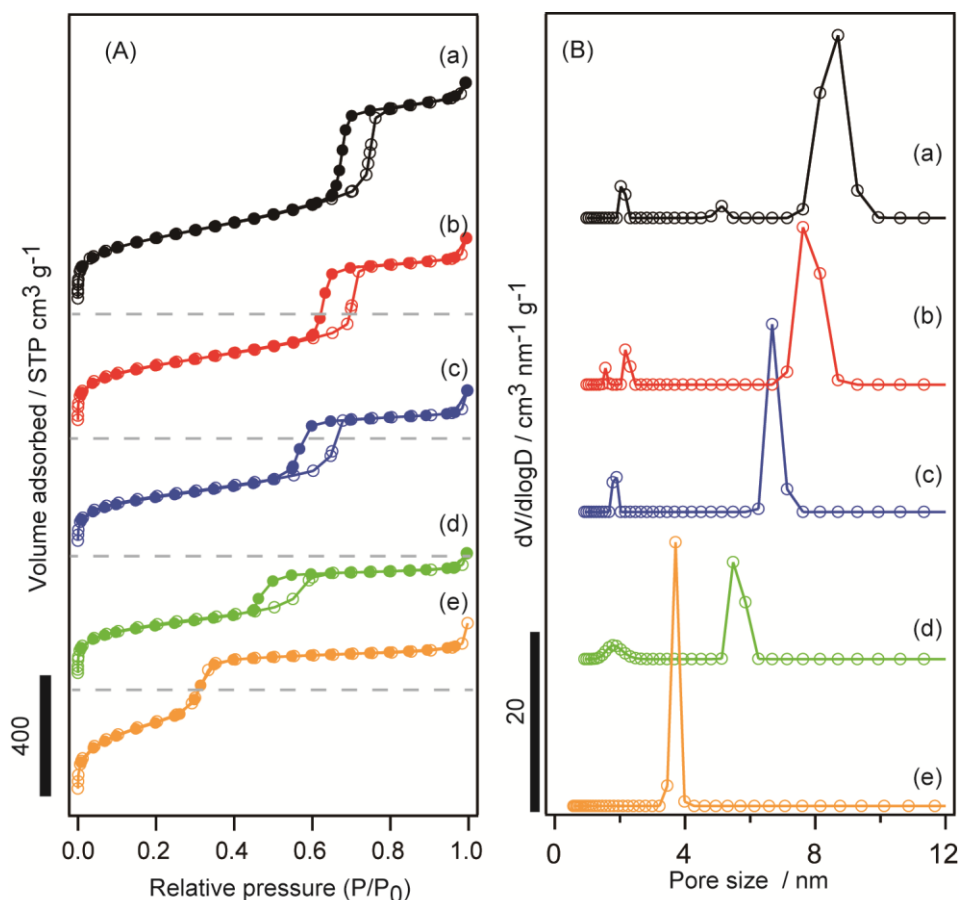 (A)
(a)
(b)
(c)
(d)
(e)
Volume adsorbed / STP cm³ g⁻¹
400
0.0 0.2 0.4 0.6 0.8 1.0
Relative pressure (P/P₀)
(B)
(a)
(b)
(c)
(d)
(e)
dV/dlogD / cm³ nm⁻¹ g⁻¹
20
0 4 8 12
Pore size / nm